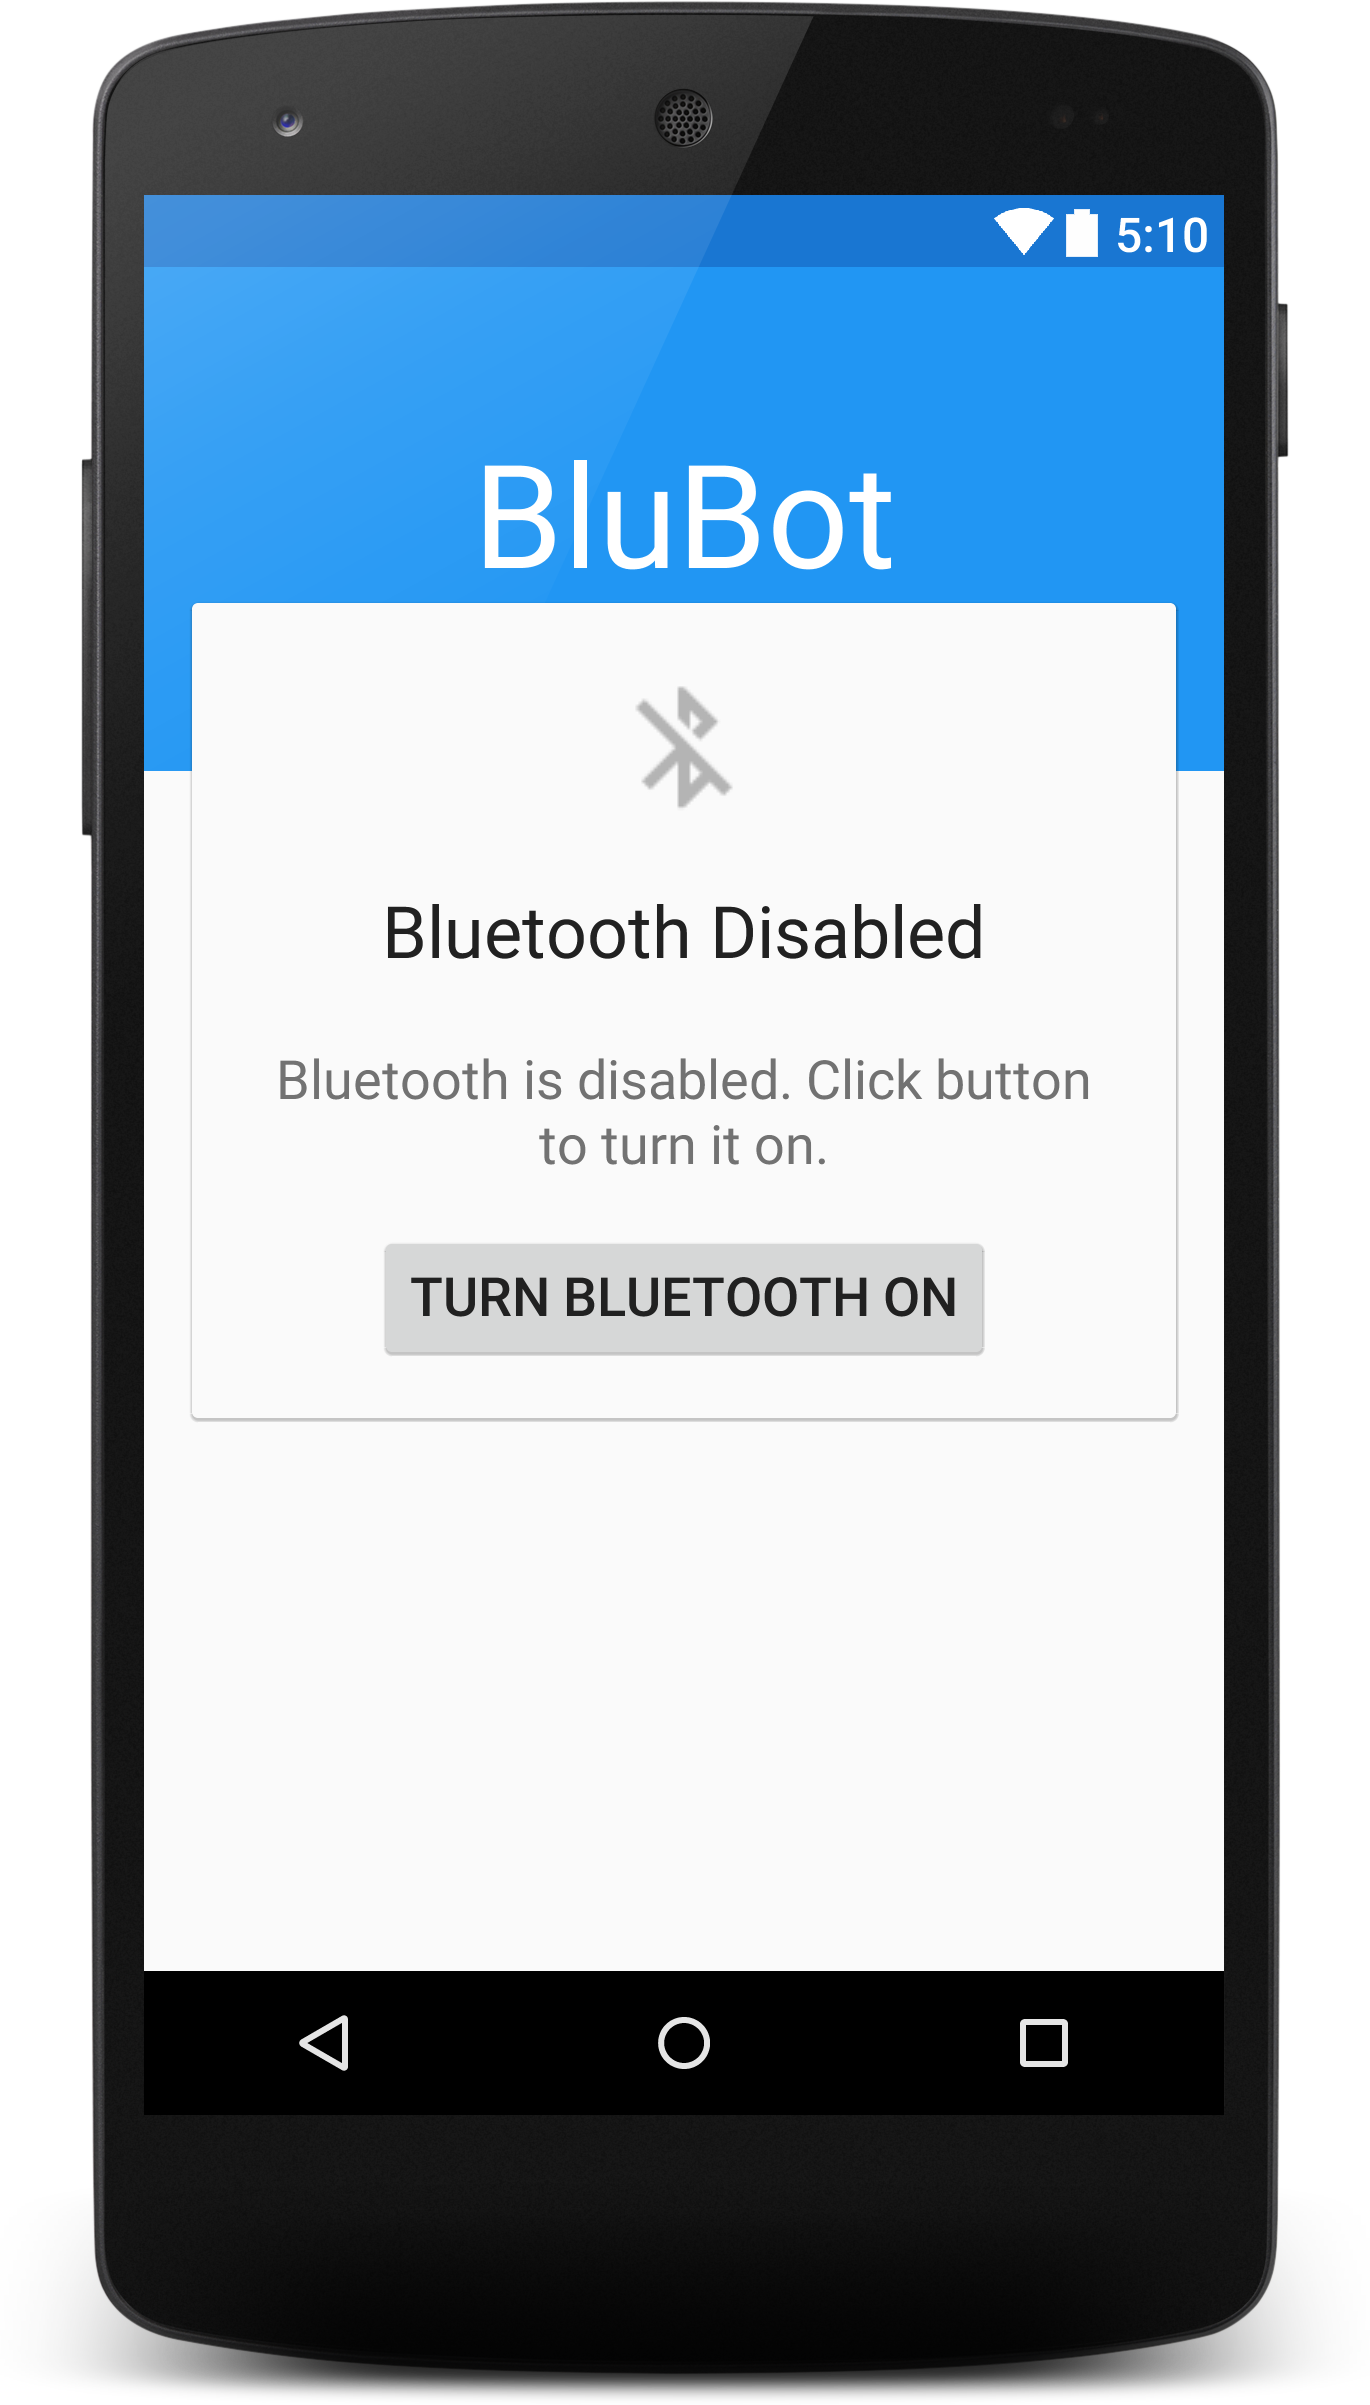 5:10
BluBot
Bluetooth Disabled
Bluetooth is disabled. Click button
to turn it on.
TURN BLUETOOTH ON